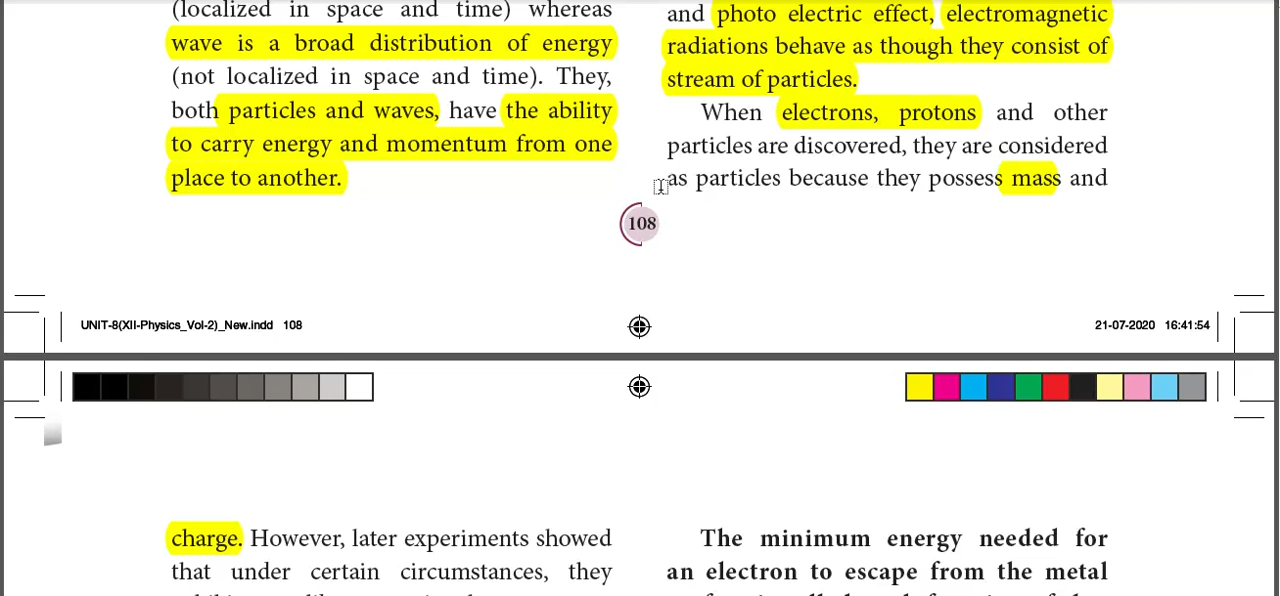 (localized in space and time) whereas
wave is a broad distribution of energy
(not localized in space and time). They,
both particles and waves, have the ability
to carry energy and momentum from one
place to another.
and photo electric effect, electromagnetic
radiations behave as though they consist of
stream of particles.
When electrons, protons and other
particles are discovered, they are considered
as particles because they possess mass and
108
UNIT-8(XII-Physics_Vol-2)_New.indd 108
21-07-2020 16:41:54
charge. However, later experiments showed
that under certain circumstances, they
The minimum energy needed for
an electron to escape from the metal